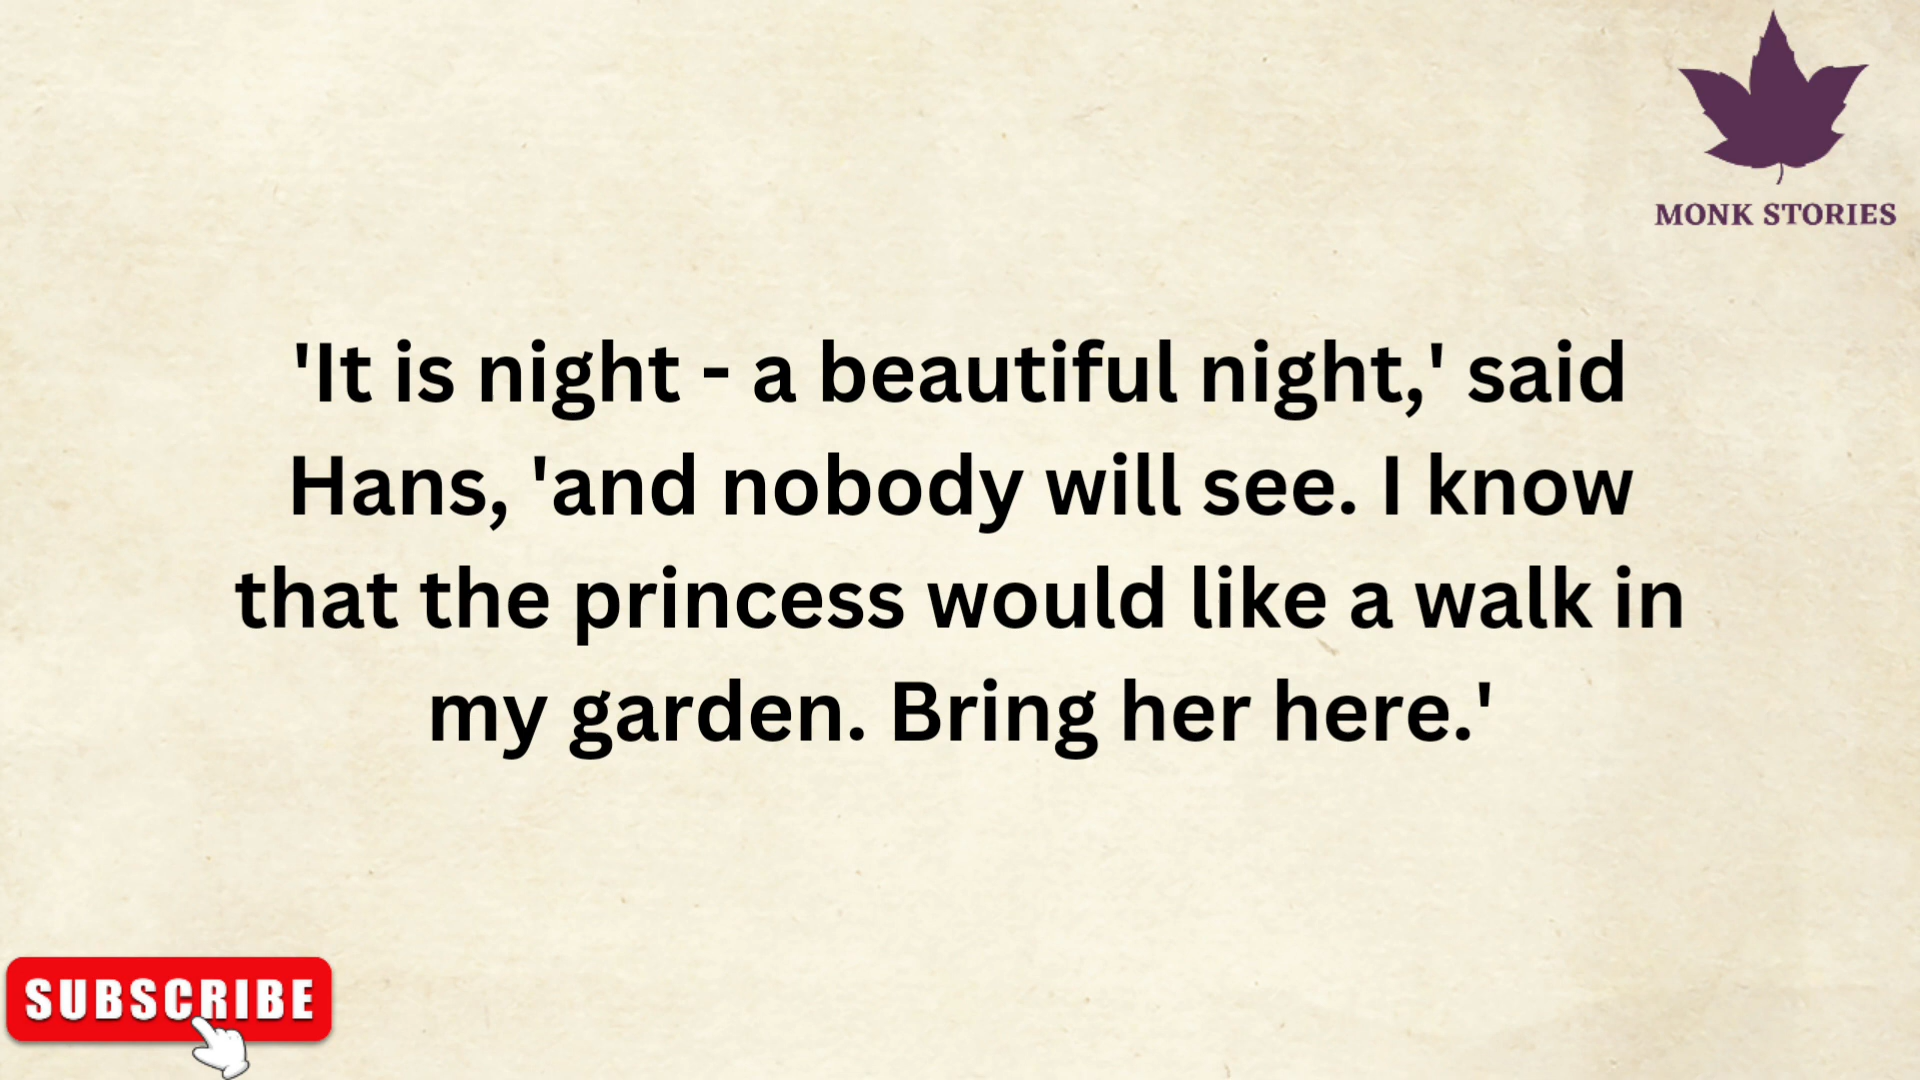 MONK STORIES
'It is night - a beautiful night,' said
Hans, 'and nobody will see. I know
that the princess would like a walk in
my garden. Bring her here.'
SUBSCRIBE